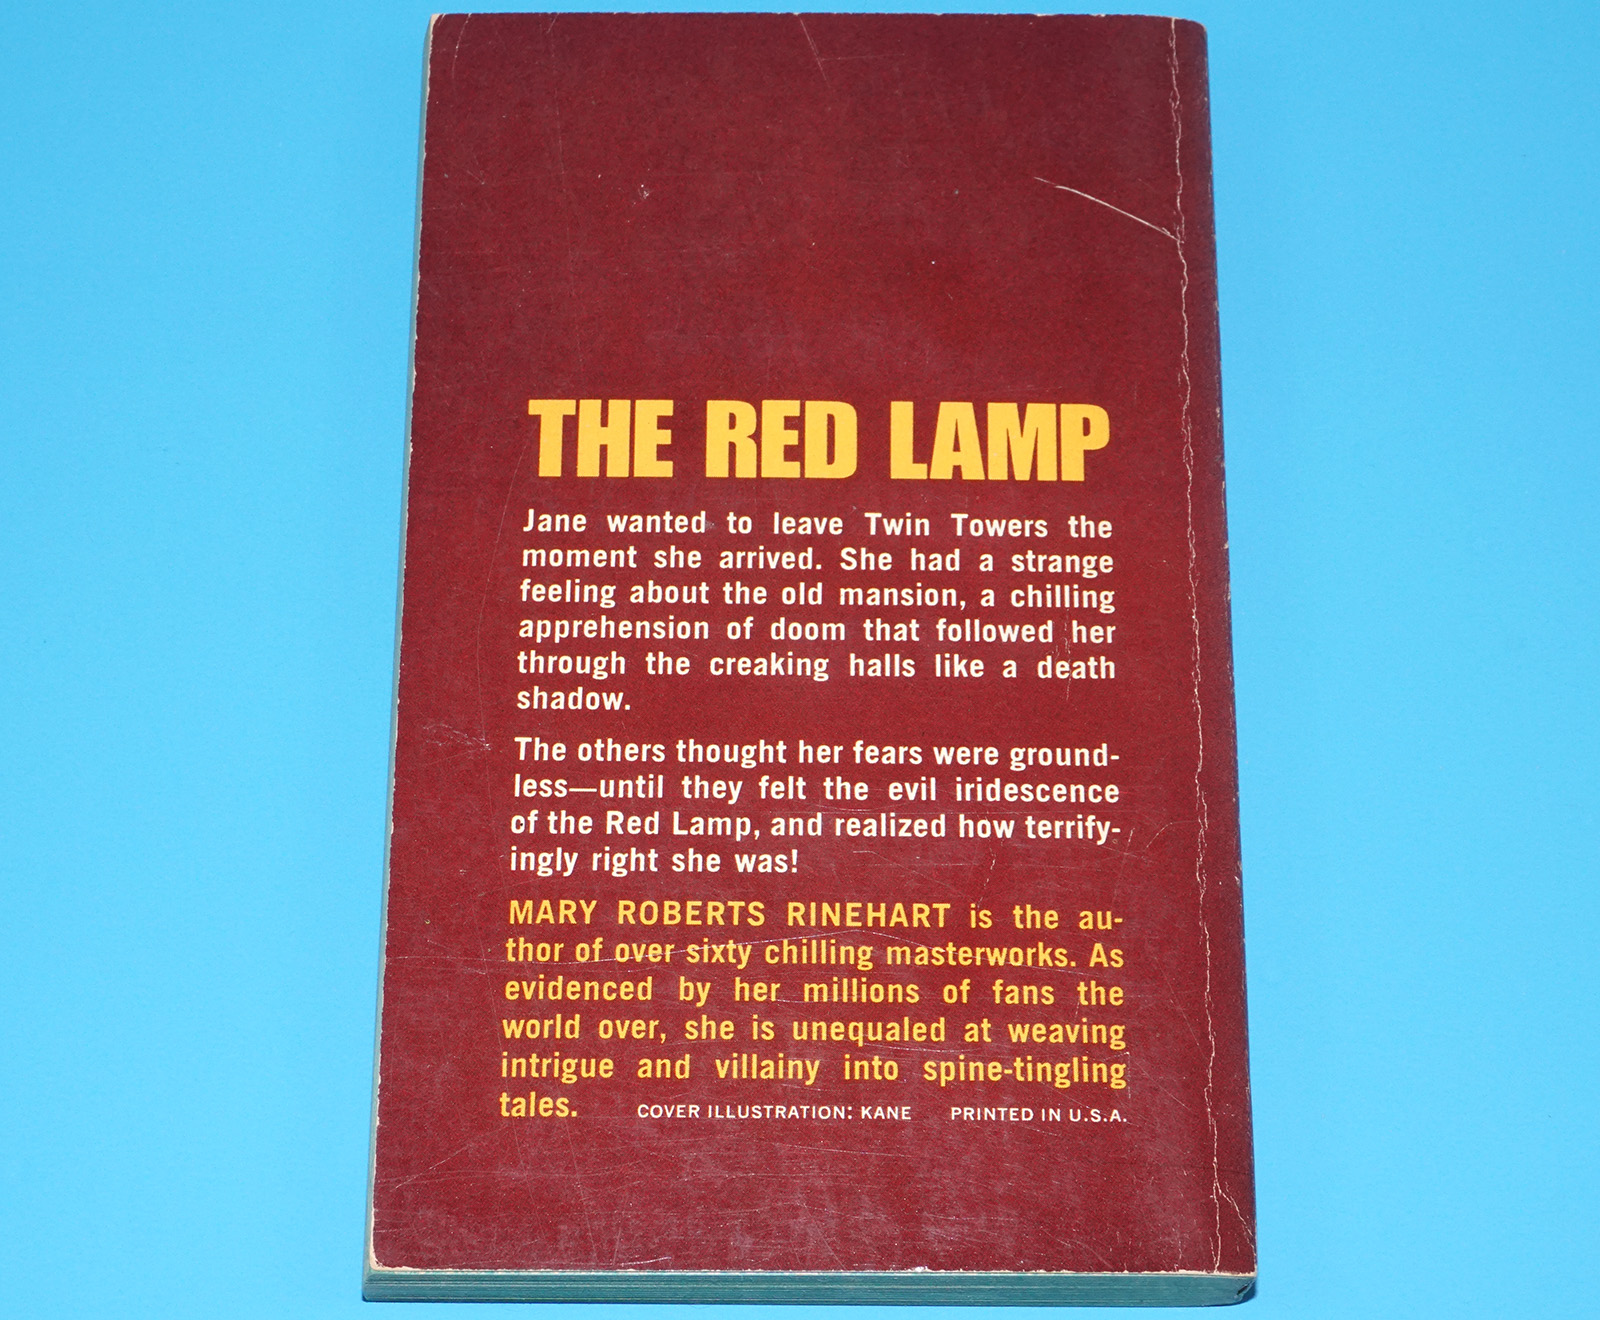 THE RED LAMP
Jane wanted to leave Twin Towers the
moment she arrived. She had a strange
feeling about the old mansion, a chilling
apprehension of doom that followed her
through the creaking halls like a death
shadow.
The others thought her fears were ground-
less—until they felt the evil iridescence
of the Red Lamp, and realized how terrify-
ingly right she was!
MARY ROBERTS RINEHART is the au-
thor of over sixty chilling masterworks. As
evidenced by her millions of fans the
world over, she is unequaled at weaving
intrigue and villainy into spine-tingling
tales. COVER ILLUSTRATION: KANE PRINTED IN U.S.A.